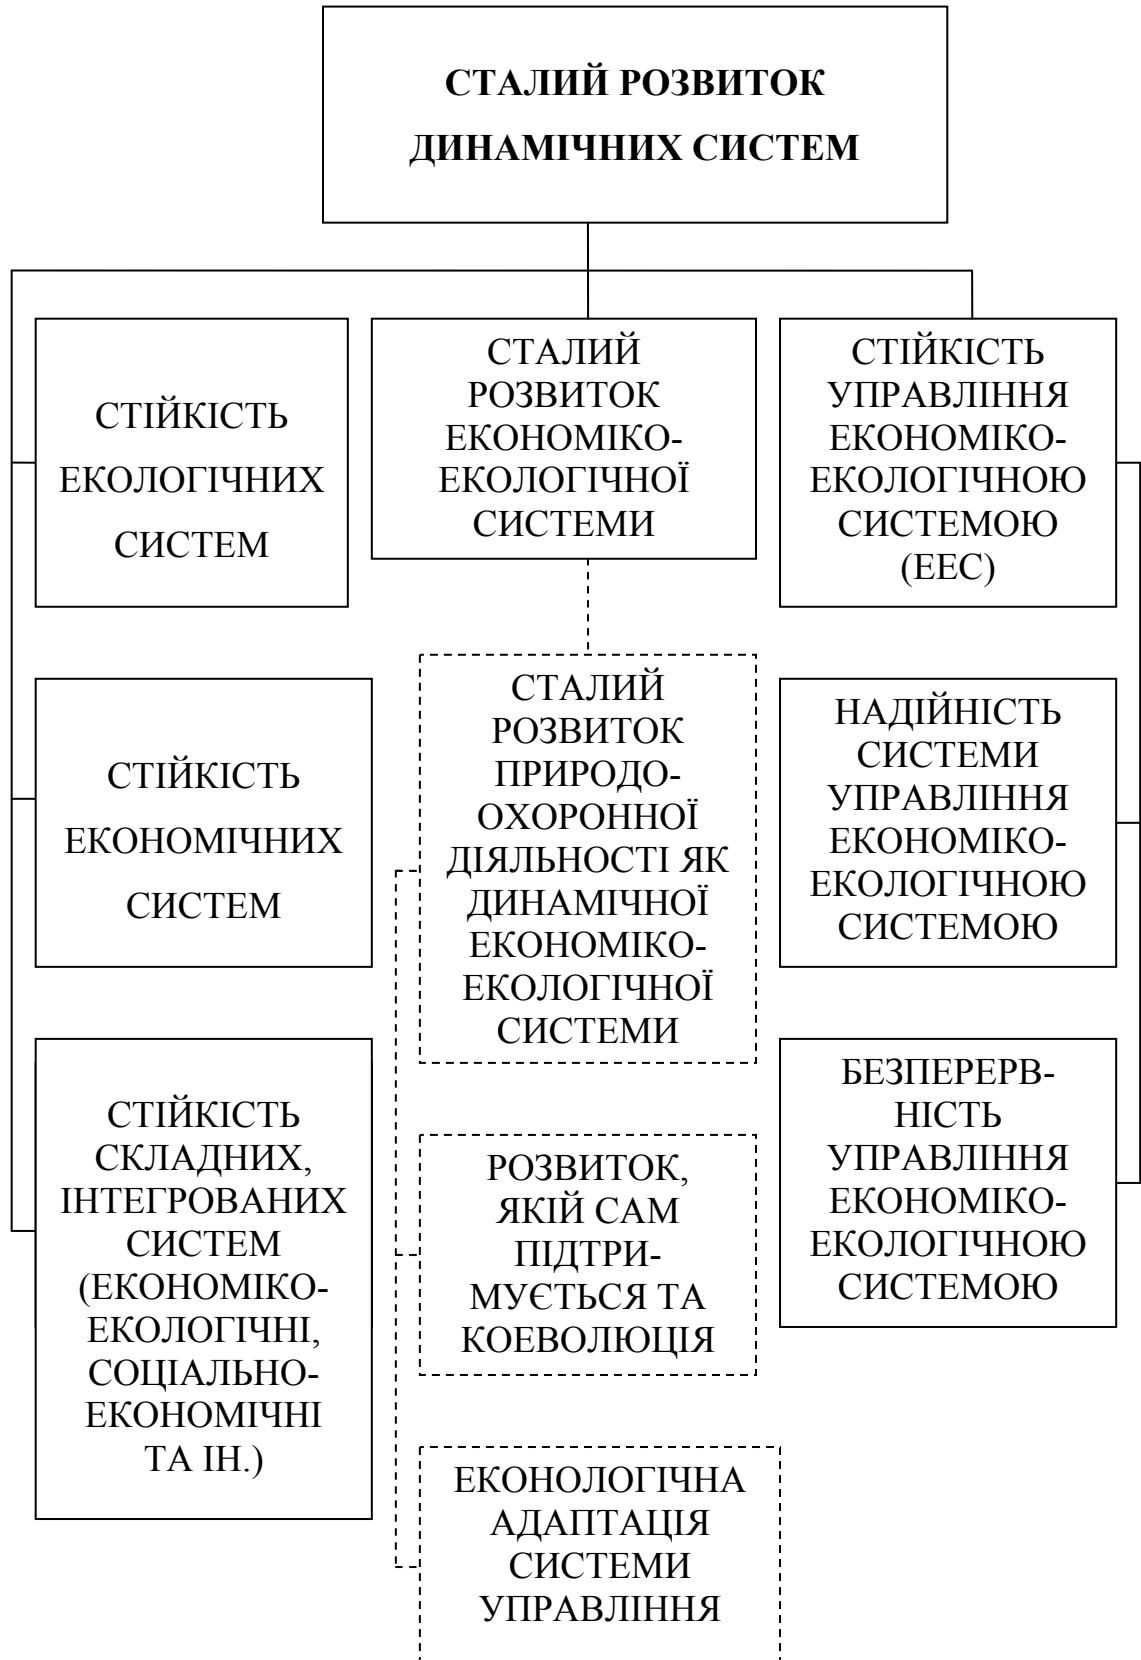 СТАЛИЙ РОЗВИТОК
ДИНАМІЧНИХ СИСТЕМ
СТІЙКІСТЬ
ЕКОЛОГІЧНИХ
СИСТЕМ
СТІЙКІСТЬ
ЕКОНОМІЧНИХ
СИСТЕМ
СТІЙКІСТЬ
СКЛАДНИХ,
ІНТЕГРОВАНИХ
СИСТЕМ
(ЕКОНОМІКО-
ЕКОЛОГІЧНІ,
СОЦІАЛЬНО-
ЕКОНОМІЧНІ
ТА ІН.)
СТАЛИЙ
РОЗВИТОК
ЕКОНОМІКО-
ЕКОЛОГІЧНОЇ
СИСТЕМИ
СТАЛИЙ
РОЗВИТОК
ПРИРОДО-
ОХОРОННОЇ
ДІЯЛЬНОСТІ ЯК
ДИНАМІЧНОЇ
ЕКОНОМІКО-
ЕКОЛОГІЧНОЇ
СИСТЕМИ
РОЗВИТОК,
ЯКІЙ САМ
ПІДТРИ-
МУЄТЬСЯ ТА
КОЕВОЛЮЦІЯ
ЕКОНОЛОГІЧНА
АДАПТАЦІЯ
СИСТЕМИ
УПРАВЛІННЯ
СТІЙКІСТЬ
УПРАВЛІННЯ
ЕКОНОМІКО-
ЕКОЛОГІЧНОЮ
СИСТЕМОЮ
(ЕЕС)
НАДІЙНІСТЬ
СИСТЕМИ
УПРАВЛІННЯ
ЕКОНОМІКО-
ЕКОЛОГІЧНОЮ
СИСТЕМОЮ
БЕЗПЕРЕРВ-
НІСТЬ
УПРАВЛІННЯ
ЕКОНОМІКО-
ЕКОЛОГІЧНОЮ
СИСТЕМОЮ